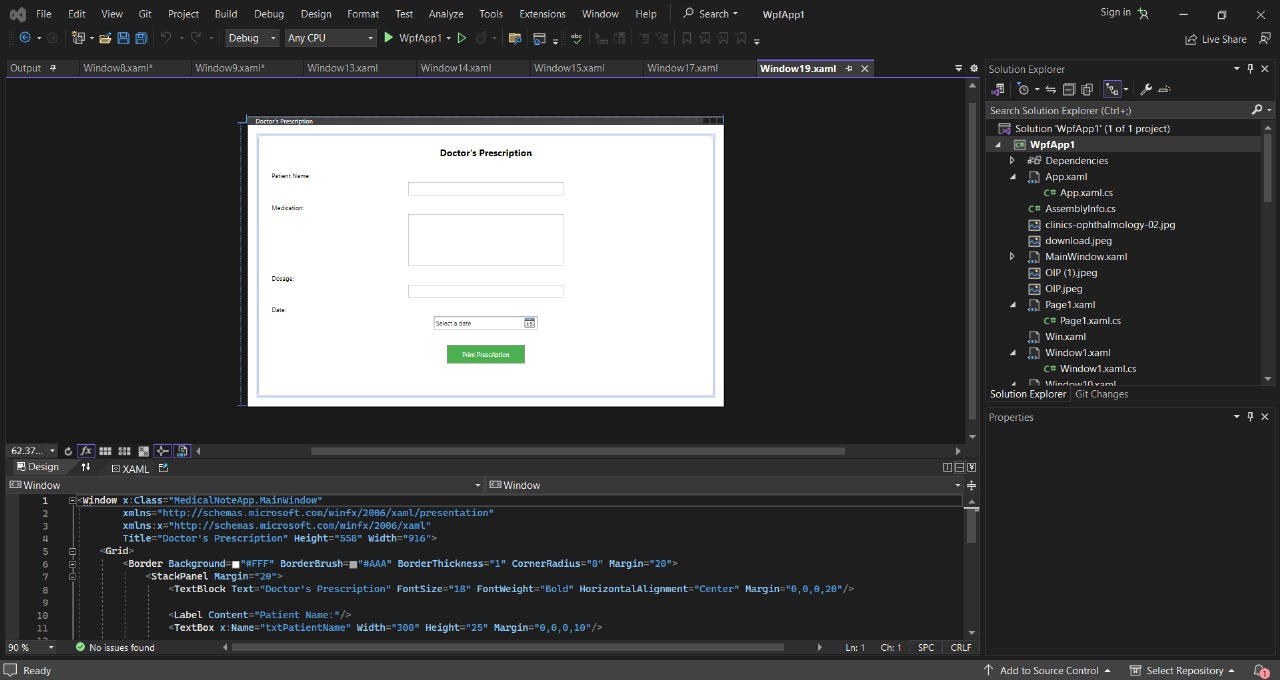 File Edit View Git Project Build Debug Design Format Test Analyze Tools Extensions Window Help Search WpfApp1 Sign in
Debug Any CPU WpfApp1 Live Share
Output Window8.xaml* Window9.xaml* Window13.xaml Window14.xaml Window15.xaml Window17.xaml Window19.xaml
Doctor's Prescription
Doctor's Prescription
Patient Name:
Medication:
Dosage:
Date:
Select a date 15
Print Prescription
62.37...
Design XAML
Window Window
1 <Window x:Class="MedicalNoteApp.MainWindow"
2 xmlns="http://schemas.microsoft.com/winfx/2006/xaml/presentation"
3 xmlns:x="http://schemas.microsoft.com/winfx/2006/xaml"
4 Title="Doctor's Prescription" Height="558" Width="916">
5 <Grid>
6 <Border Background="#FFF" BorderBrush="#AAA" BorderThickness="1" CornerRadius="8" Margin="20">
7 <StackPanel Margin="20">
8 <TextBlock Text="Doctor's Prescription" FontSize="18" FontWeight="Bold" HorizontalAlignment="Center" Margin="0,0,0,20"/>
9
10 <Label Content="Patient Name:"/>
11 <TextBox x:Name="txtPatientName" Width="300" Height="25" Margin="0,0,0,10"/>
90 % No issues found Ln: 1 Ch: 1 SPC CRLF
Solution Explorer
Search Solution Explorer (Ctrl+;)
Solution 'WpfApp1' (1 of 1 project)
WpfApp1
Dependencies
App.xaml
C# App.xaml.cs
C# AssemblyInfo.cs
clinics-ophthalmology-02.jpg
download.jpeg
MainWindow.xaml
OIP (1).jpeg
OIP.jpeg
Page1.xaml
C# Page1.xaml.cs
Win.xaml
Window1.xaml
C# Window1.xaml.cs
Window10.xaml
Solution Explorer Git Changes
Properties
Ready Add to Source Control Select Repository 1